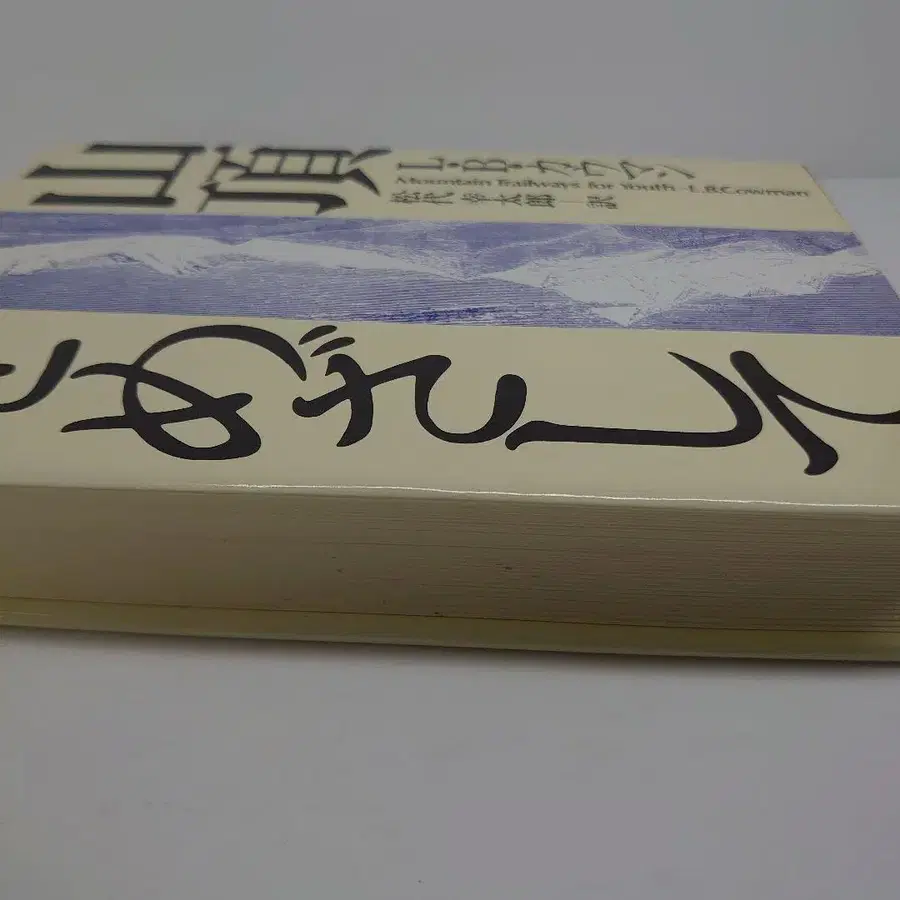 山頂
をめざして
L・B・カウマン
Mountain Trailways for Youth L.B.Cowman
松代 幸太郎 訳